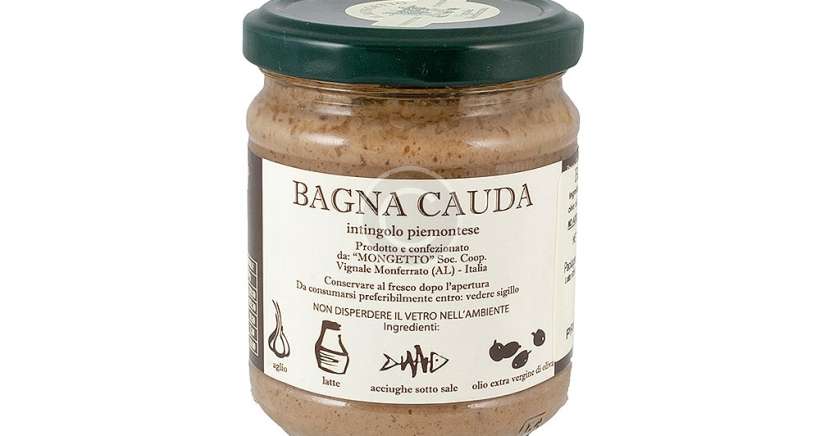 BAGNA CAUDA
intingolo piemontese
Prodotto e confezionato
da: “MONGETTO” Soc. Coop.
Vignale Monferrato (AL) - Italia
Conservare al fresco dopo l’apertura
Da consumarsi preferibilmente entro: vedere sigillo
NON DISPERDERE IL VETRO NELL’AMBIENTE
Ingredienti:
aglio
latte
acciughe sotto sale
olio extra vergine di oliva